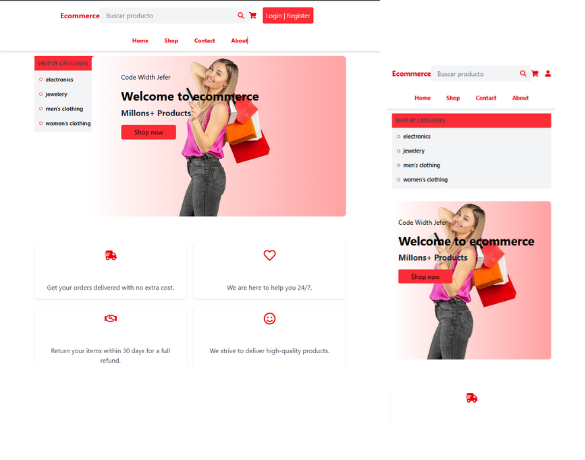 Ecommerce
Buscar producto
Login | Register
Home Shop Contact About
SHOP BY CATEGORIES
electronics
jewelery
men's clothing
women's clothing
Code Width Jefer
Welcome to ecommerce
Millons+ Products
Shop now
Get your orders delivered with no extra cost.
We are here to help you 24/7.
Return your items within 30 days for a full
refund.
We strive to deliver high-quality products.
Ecommerce
Buscar producto
Home Shop Contact About
SHOP BY CATEGORIES
electronics
jewelery
men's clothing
women's clothing
Code Width Jefer
Welcome to ecommerce
Millons+ Products
Shop now